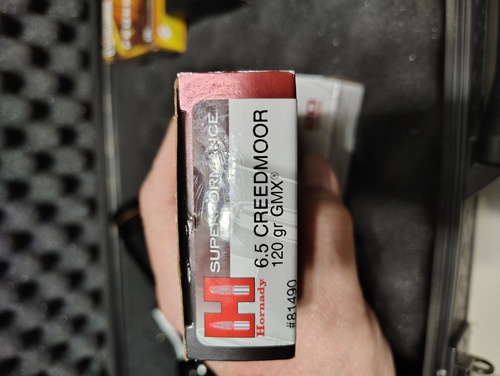 SUPERFORMANCE
6.5 CREEDMOOR
120 gr GMX®
H
Hornady
#81490